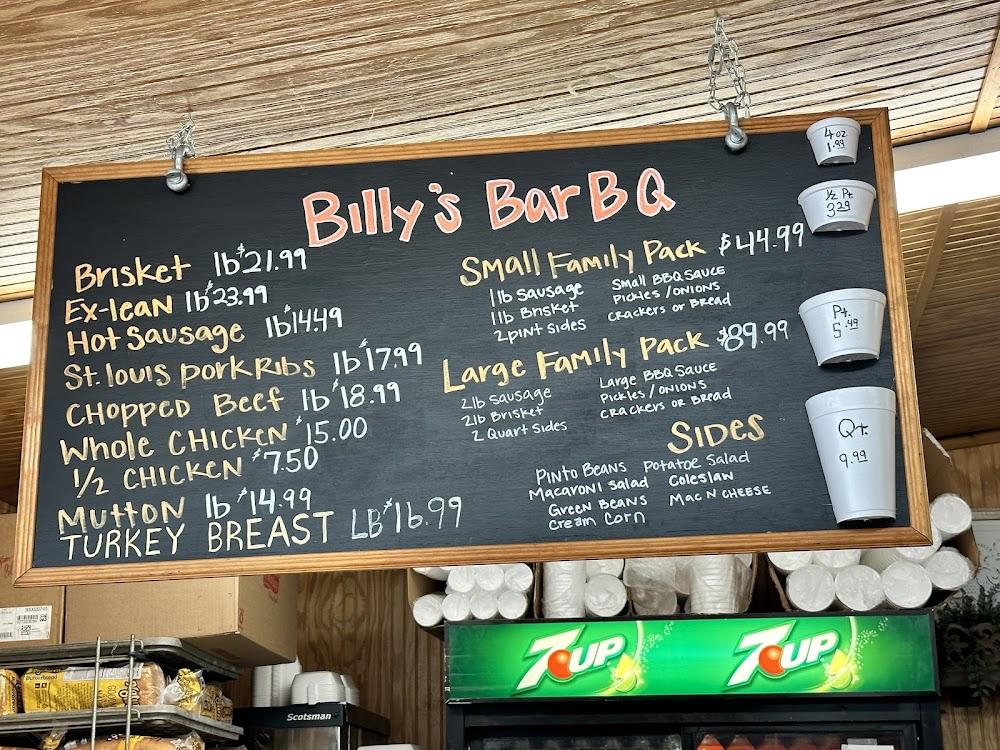 Billy's BarBQ
Brisket lb $21.99
Ex-lean lb $23.99
Hot Sausage lb $14.49
St. louis pork Ribs lb $17.99
CHOPPED Beef lb $18.99
Whole CHICKEN $15.00
1/2 CHICKEN $7.50
Mutton lb $14.99
TURKEY BREAST LB $16.99
Small Family Pack $44.99
1lb Sausage
1lb Brisket
2pint Sides
Small BBQ Sauce
Pickles / Onions
Crackers or Bread
Large Family Pack $89.99
2lb Sausage
2lb Brisket
2 Quart Sides
Large BBQ Sauce
Pickles / Onions
Crackers or Bread
Sides
Pinto Beans
Macaroni Salad
Green Beans
Cream Corn
Potatoe Salad
Coleslaw
Mac N Cheese
4oz
1.99
1/2 Pt.
3.29
Pt.
5.49
Qt.
9.99
7UP
7UP
Scotsman
Butterbread